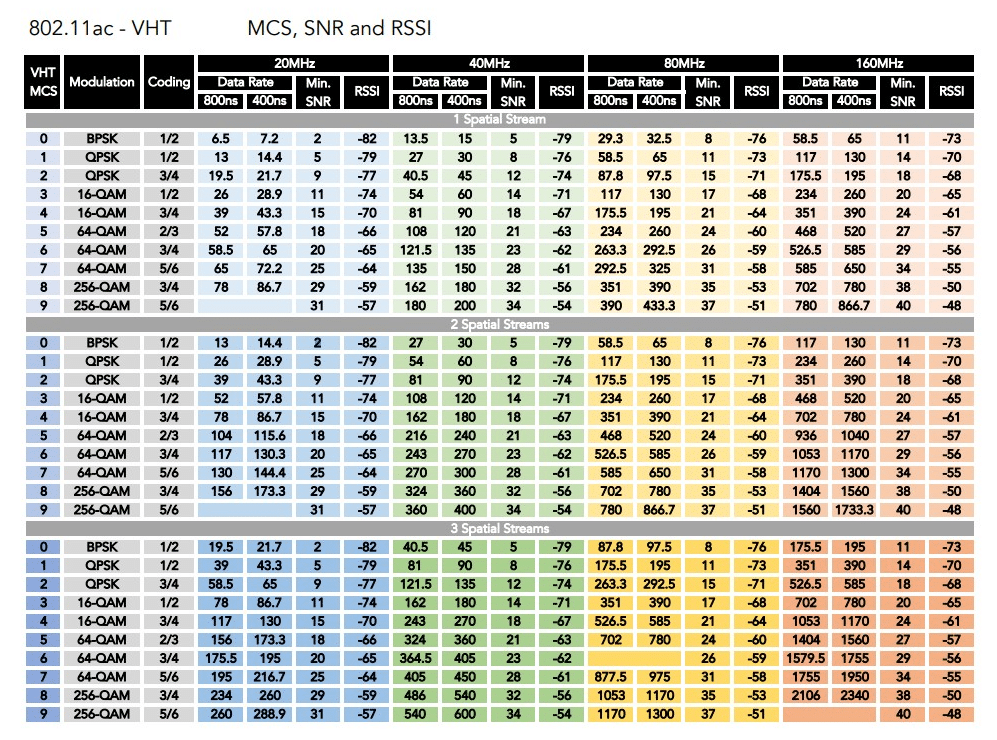 802.11ac - VHT MCS, SNR and RSSI
VHT MCS Modulation Coding 20MHz 40MHz 80MHz 160MHz
Data Rate Min. SNR RSSI Data Rate Min. SNR RSSI Data Rate Min. SNR RSSI Data Rate Min. SNR RSSI
800ns 400ns 800ns 400ns 800ns 400ns 800ns 400ns
1 Spatial Stream
0 BPSK 1/2 6.5 7.2 2 -82 13.5 15 5 -79 29.3 32.5 8 -76 58.5 65 11 -73
1 QPSK 1/2 13 14.4 5 -79 27 30 8 -76 58.5 65 11 -73 117 130 14 -70
2 QPSK 3/4 19.5 21.7 9 -77 40.5 45 12 -74 87.8 97.5 15 -71 175.5 195 18 -68
3 16-QAM 1/2 26 28.9 11 -74 54 60 14 -71 117 130 17 -68 234 260 20 -65
4 16-QAM 3/4 39 43.3 15 -70 81 90 18 -67 175.5 195 21 -64 351 390 24 -61
5 64-QAM 2/3 52 57.8 18 -66 108 120 21 -63 234 260 24 -60 468 520 27 -57
6 64-QAM 3/4 58.5 65 20 -65 121.5 135 23 -62 263.3 292.5 26 -59 526.5 585 29 -56
7 64-QAM 5/6 65 72.2 25 -64 135 150 28 -61 292.5 325 31 -58 585 650 34 -55
8 256-QAM 3/4 78 86.7 29 -59 162 180 32 -56 351 390 35 -53 702 780 38 -50
9 256-QAM 5/6 31 -57 180 200 34 -54 390 433.3 37 -51 780 866.7 40 -48
2 Spatial Streams
0 BPSK 1/2 13 14.4 2 -82 27 30 5 -79 58.5 65 8 -76 117 130 11 -73
1 QPSK 1/2 26 28.9 5 -79 54 60 8 -76 117 130 11 -73 234 260 14 -70
2 QPSK 3/4 39 43.3 9 -77 81 90 12 -74 175.5 195 15 -71 351 390 18 -68
3 16-QAM 1/2 52 57.8 11 -74 108 120 14 -71 234 260 17 -68 468 520 20 -65
4 16-QAM 3/4 78 86.7 15 -70 162 180 18 -67 351 390 21 -64 702 780 24 -61
5 64-QAM 2/3 104 115.6 18 -66 216 240 21 -63 468 520 24 -60 936 1040 27 -57
6 64-QAM 3/4 117 130.3 20 -65 243 270 23 -62 526.5 585 26 -59 1053 1170 29 -56
7 64-QAM 5/6 130 144.4 25 -64 270 300 28 -61 585 650 31 -58 1170 1300 34 -55
8 256-QAM 3/4 156 173.3 29 -59 324 360 32 -56 702 780 35 -53 1404 1560 38 -50
9 256-QAM 5/6 31 -57 360 400 34 -54 780 866.7 37 -51 1560 1733.3 40 -48
3 Spatial Streams
0 BPSK 1/2 19.5 21.7 2 -82 40.5 45 5 -79 87.8 97.5 8 -76 175.5 195 11 -73
1 QPSK 1/2 39 43.3 5 -79 81 90 8 -76 175.5 195 11 -73 351 390 14 -70
2 QPSK 3/4 58.5 65 9 -77 121.5 135 12 -74 263.3 292.5 15 -71 526.5 585 18 -68
3 16-QAM 1/2 78 86.7 11 -74 162 180 14 -71 351 390 17 -68 702 780 20 -65
4 16-QAM 3/4 117 130 15 -70 243 270 18 -67 526.5 585 21 -64 1053 1170 24 -61
5 64-QAM 2/3 156 173.3 18 -66 324 360 21 -63 702 780 24 -60 1404 1560 27 -57
6 64-QAM 3/4 175.5 195 20 -65 364.5 405 23 -62 26 -59 1579.5 1755 29 -56
7 64-QAM 5/6 195 216.7 25 -64 405 450 28 -61 877.5 975 31 -58 1755 1950 34 -55
8 256-QAM 3/4 234 260 29 -59 486 540 32 -56 1053 1170 35 -53 2106 2340 38 -50
9 256-QAM 5/6 260 288.9 31 -57 540 600 34 -54 1170 1300 37 -51 40 -48